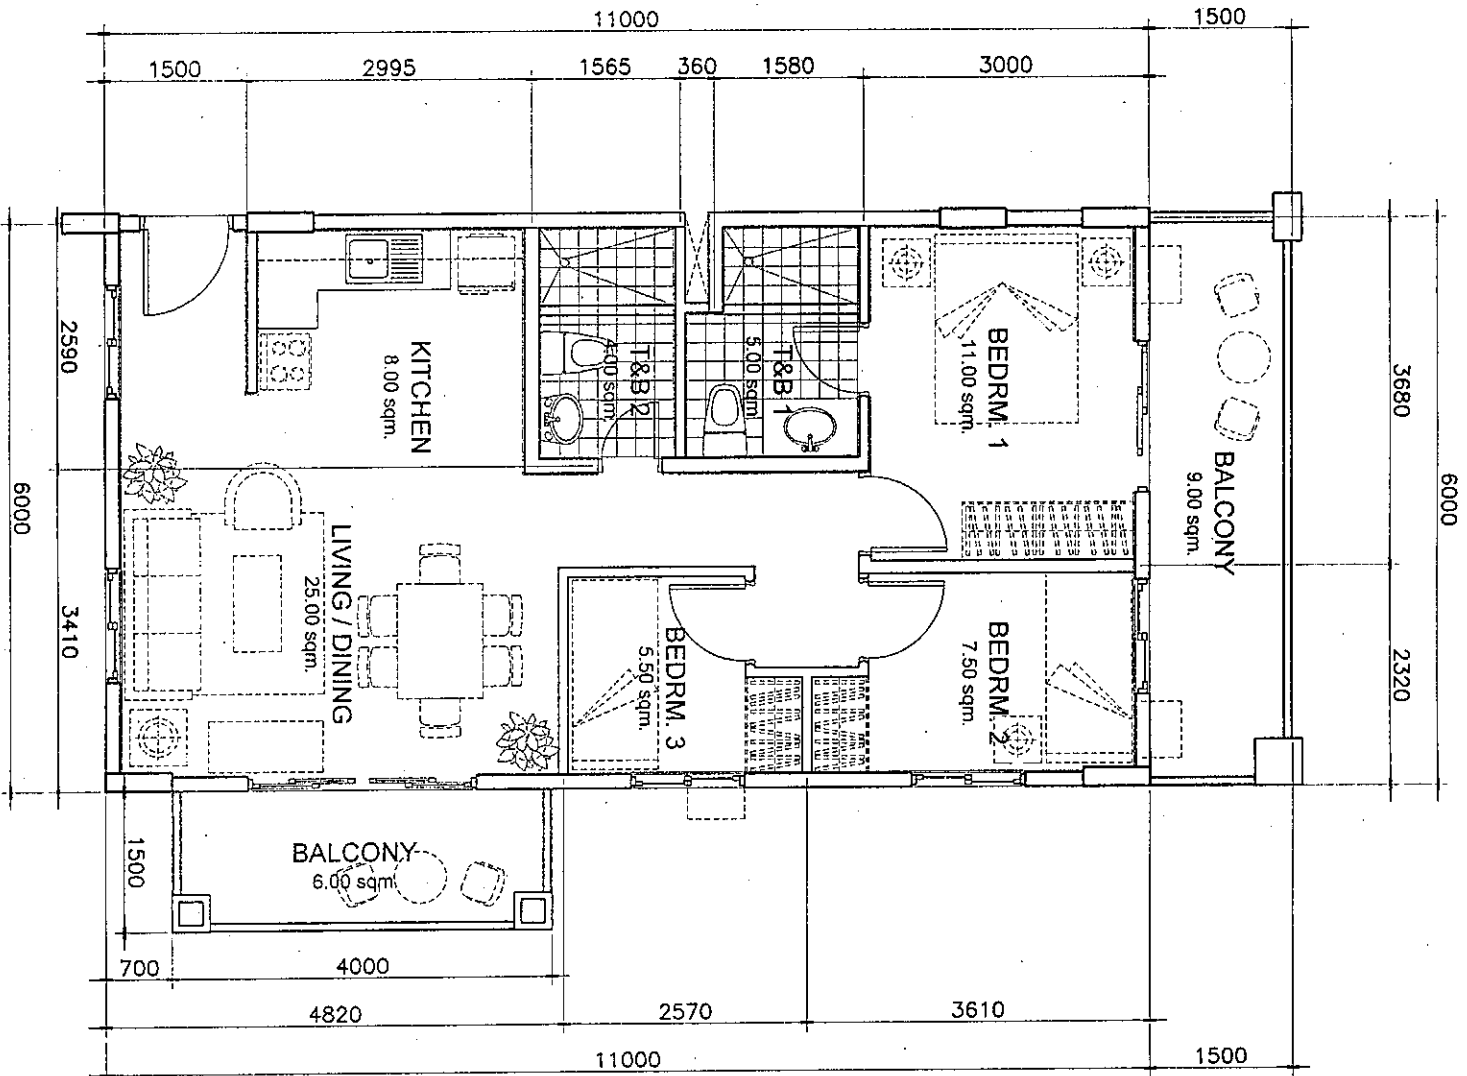 11000
1500
1500
2995
1565
360
1580
3000
KITCHEN
8.00 sqm.
T&B 2
.00 sqm.
T&B 1
5.00 sqm.
BEDRM. 1
11.00 sqm.
BALCONY
9.00 sqm.
2590
3410
6000
3680
2320
6000
LIVING / DINING
25.00 sqm.
BEDRM. 3
5.50 sqm.
BEDRM. 2
7.50 sqm.
BALCONY
6.00 sqm.
1500
700
4000
4820
2570
3610
11000
1500